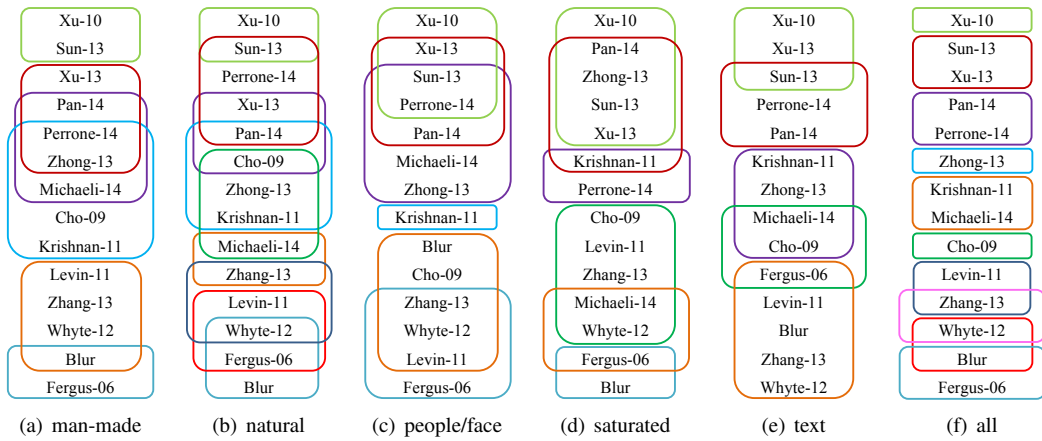 Xu-10
Sun-13
Xu-13
Pan-14
Perrone-14
Zhong-13
Michaeli-14
Cho-09
Krishnan-11
Levin-11
Zhang-13
Whyte-12
Blur
Fergus-06
(a) man-made
Xu-10
Sun-13
Perrone-14
Xu-13
Pan-14
Cho-09
Zhong-13
Krishnan-11
Michaeli-14
Zhang-13
Levin-11
Whyte-12
Fergus-06
Blur
(b) natural
Xu-10
Xu-13
Sun-13
Perrone-14
Pan-14
Michaeli-14
Zhong-13
Krishnan-11
Blur
Cho-09
Zhang-13
Whyte-12
Levin-11
Fergus-06
(c) people/face
Xu-10
Pan-14
Zhong-13
Sun-13
Xu-13
Krishnan-11
Perrone-14
Cho-09
Levin-11
Zhang-13
Michaeli-14
Whyte-12
Fergus-06
Blur
(d) saturated
Xu-10
Xu-13
Sun-13
Perrone-14
Pan-14
Krishnan-11
Zhong-13
Michaeli-14
Cho-09
Fergus-06
Levin-11
Blur
Zhang-13
Whyte-12
(e) text
Xu-10
Sun-13
Xu-13
Pan-14
Perrone-14
Zhong-13
Krishnan-11
Michaeli-14
Cho-09
Levin-11
Zhang-13
Whyte-12
Blur
Fergus-06
(f) all